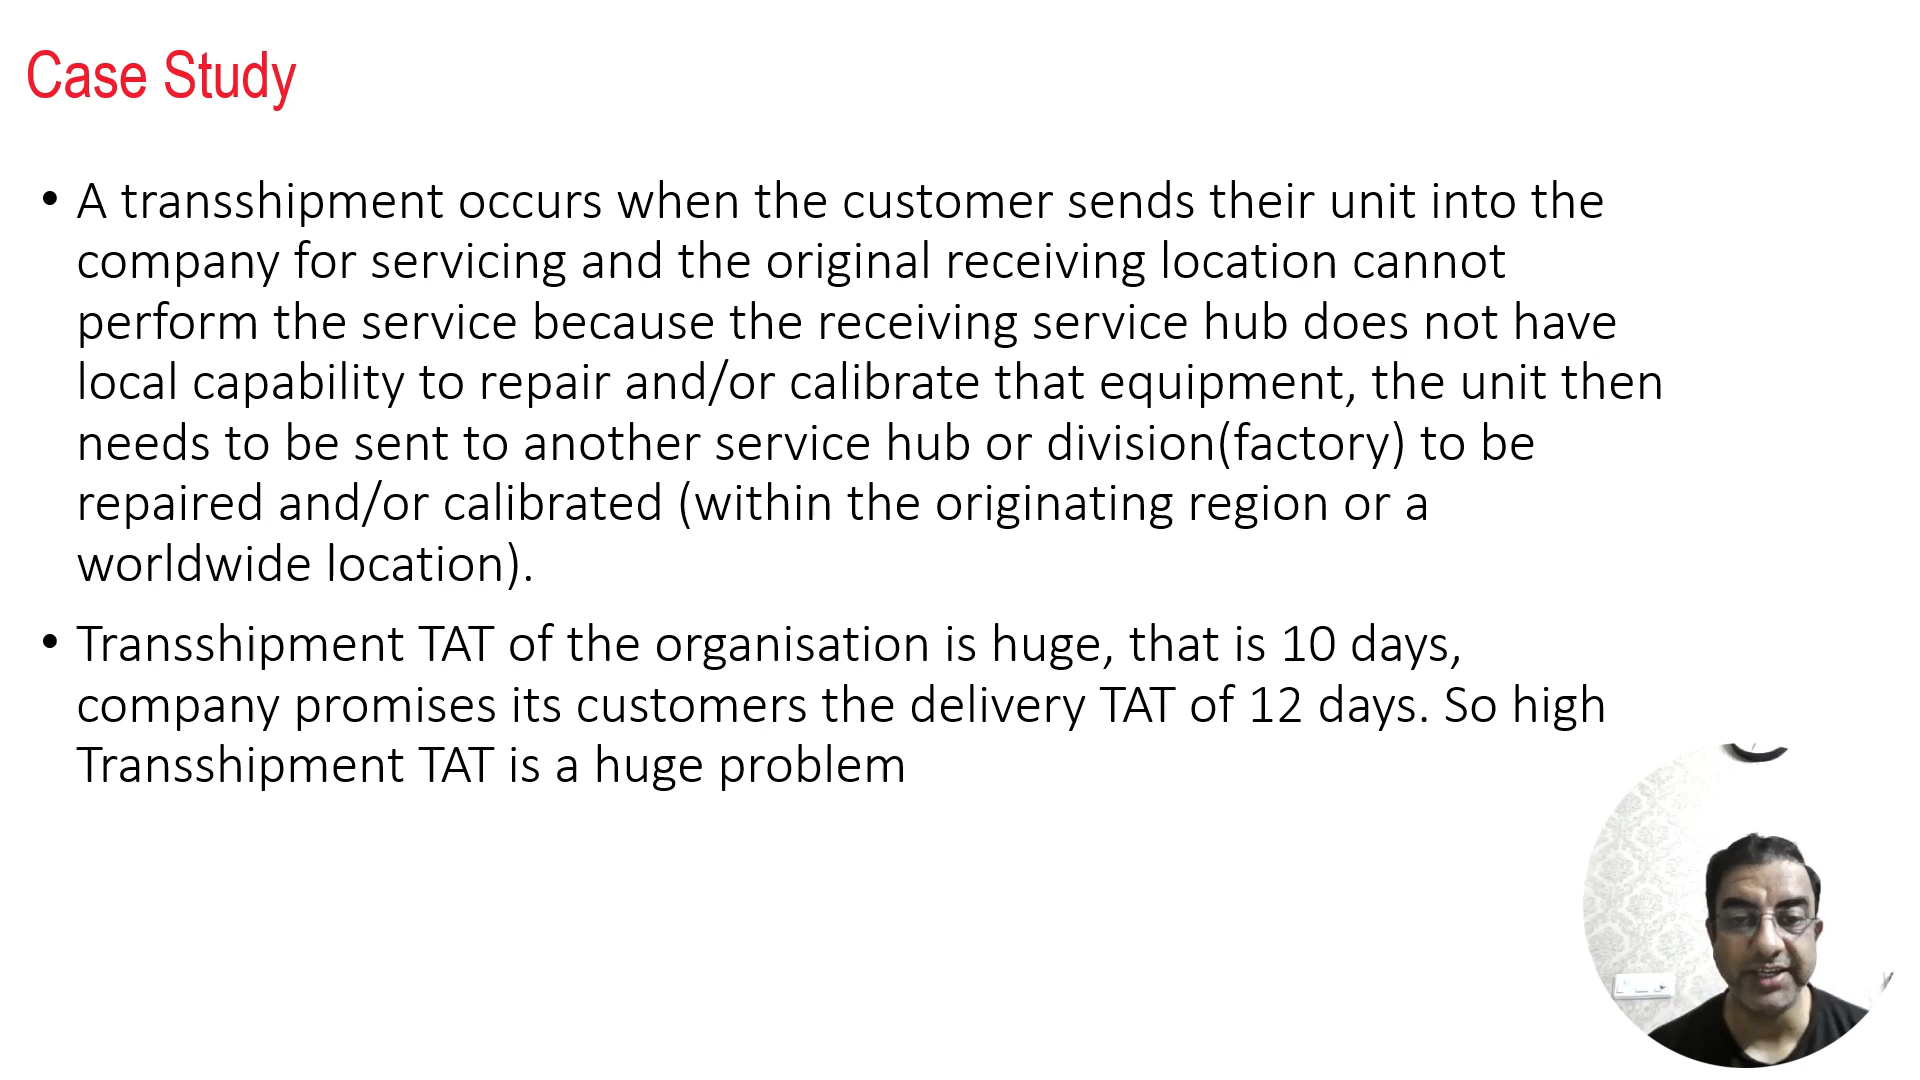 Case Study
• A transshipment occurs when the customer sends their unit into the
company for servicing and the original receiving location cannot
perform the service because the receiving service hub does not have
local capability to repair and/or calibrate that equipment, the unit then
needs to be sent to another service hub or division(factory) to be
repaired and/or calibrated (within the originating region or a
worldwide location).
• Transshipment TAT of the organisation is huge, that is 10 days,
company promises its customers the delivery TAT of 12 days. So high
Transshipment TAT is a huge problem